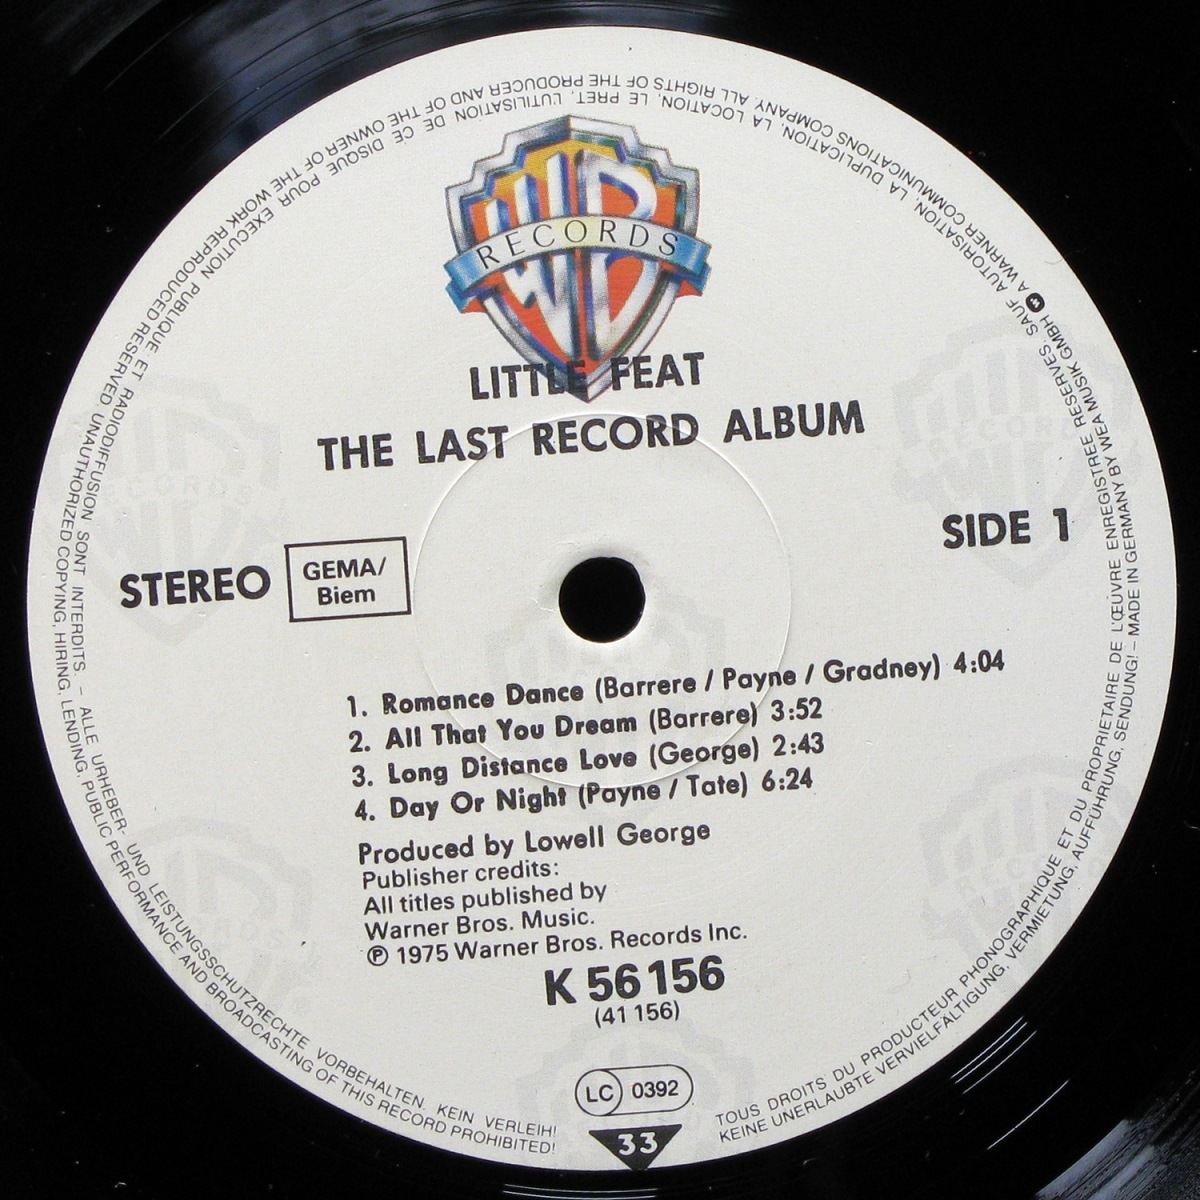 WB
RECORDS
LITTLE FEAT
THE LAST RECORD ALBUM
SIDE 1
STEREO
GEMA/
Biem
1. Romance Dance (Barrere / Payne / Gradney) 4:04
2. All That You Dream (Barrere) 3:52
3. Long Distance Love (George) 2:43
4. Day Or Night (Payne / Tate) 6:24
Produced by Lowell George
Publisher credits:
All titles published by
Warner Bros. Music.
℗ 1975 Warner Bros. Records Inc.
K 56 156
(41 156)
LC 0392
33
TOUS DROITS DU PRODUCTEUR PHONOGRAPHIQUE ET DU PROPRIETAIRE DE L'ŒUVRE ENREGISTREE RESERVES. SAUF AUTORISATION, LA DUPLICATION, LA LOCATION, LE PRET, L'UTILISATION DE CE DISQUE POUR EXECUTION PUBLIQUE ET RADIODIFFUSION SONT INTERDITS. – ALLE URHEBER- UND LEISTUNGSSCHUTZRECHTE VORBEHALTEN. KEIN VERLEIH!
KEINE UNERLAUBTE VERVIELFÄLTIGUNG, VERMIETUNG, AUFFÜHRUNG, SENDUNG! – MADE IN GERMANY BY WEA MUSIK GMBH A WARNER COMMUNICATIONS COMPANY. ALL RIGHTS OF THE PRODUCER AND OF THE OWNER OF THE WORK REPRODUCED RESERVED UNAUTHORIZED COPYING, HIRING, LENDING, PUBLIC PERFORMANCE AND BROADCASTING OF THIS RECORD PROHIBITED!